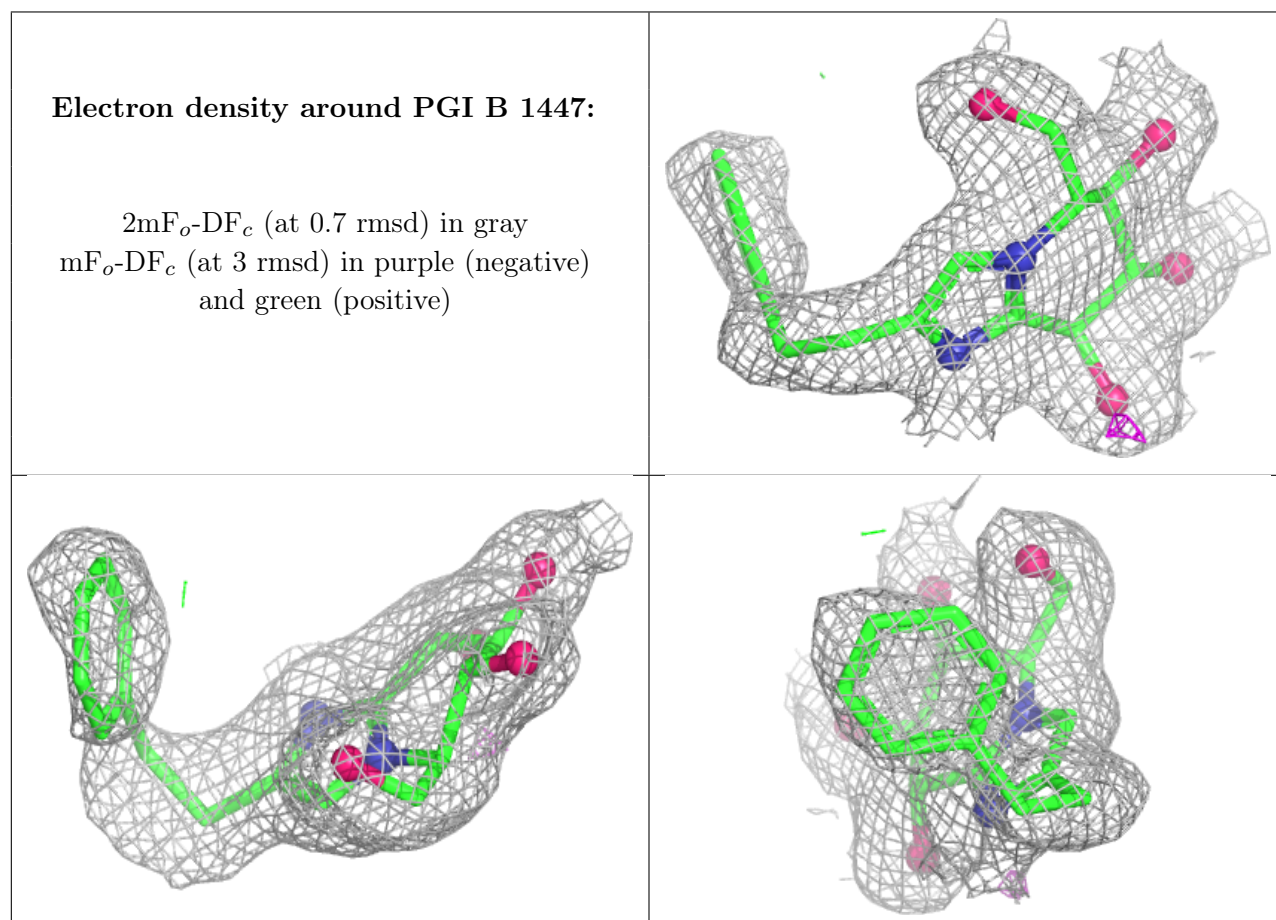 Electron density around PGI B 1447:
2mFo-DFc (at 0.7 rmsd) in gray
mFo-DFc (at 3 rmsd) in purple (negative)
and green (positive)